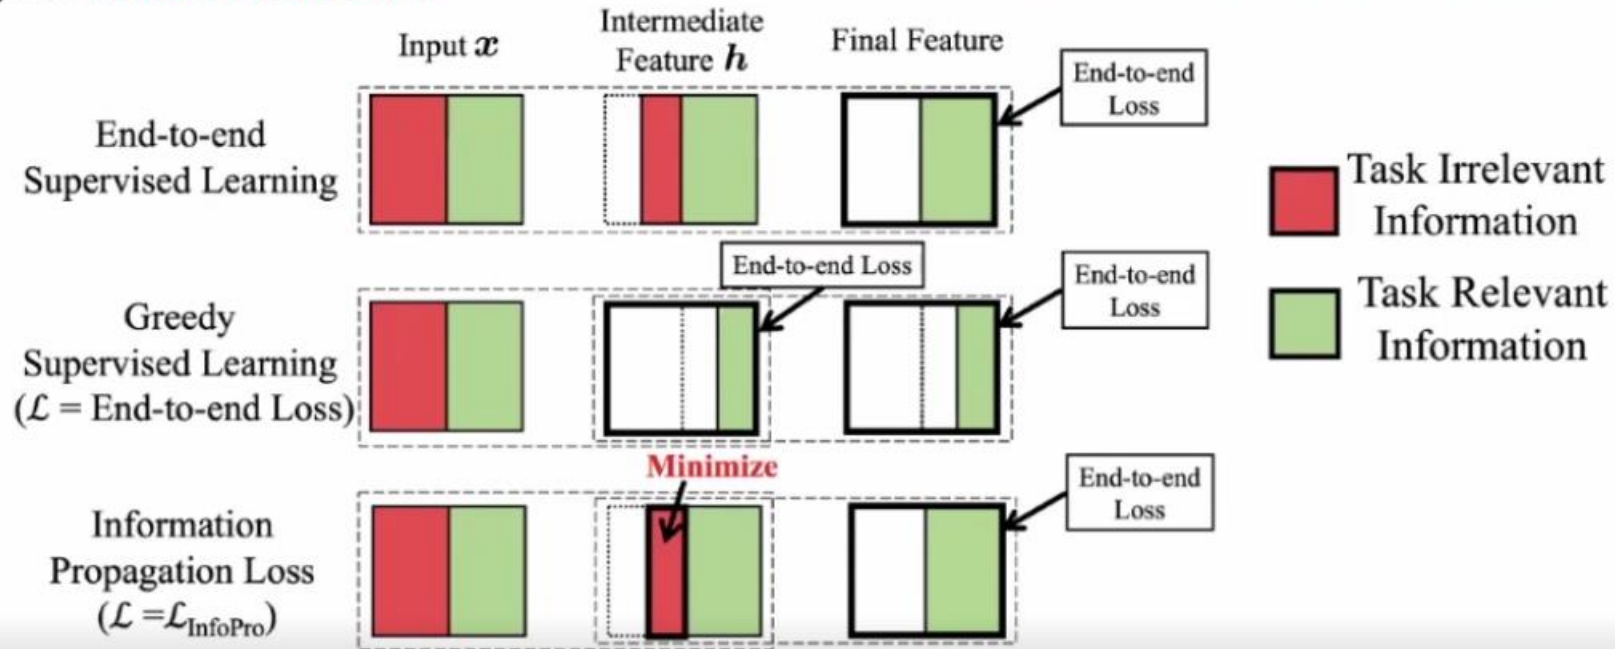 Input x
Intermediate
Feature h
Final Feature
End-to-end
Supervised Learning
End-to-end
Loss
Greedy
Supervised Learning
(ℒ = End-to-end Loss)
End-to-end Loss
End-to-end
Loss
Information
Propagation Loss
(ℒ =ℒInfoPro)
Minimize
End-to-end
Loss
Task Irrelevant
Information
Task Relevant
Information